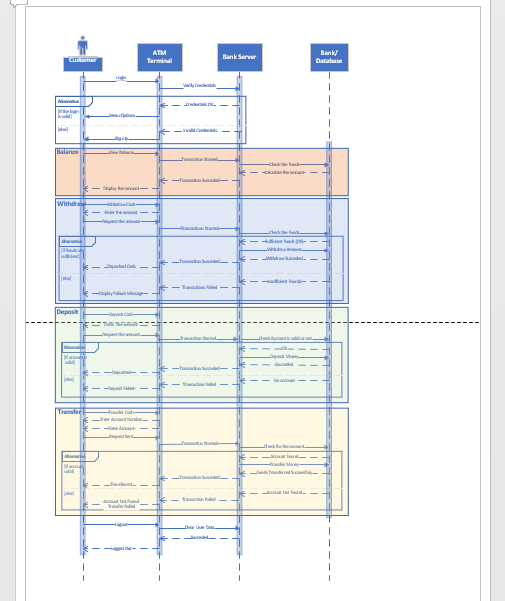 Customer
ATM
Terminal
Bank Server
Bank/
Database
Login
Verify Credentials
Alternative
Credentials OK
[if the login
is valid]
Menu Options
[else]
Invalid Credentials
Sign Up
Balance
View Balance
Transaction Started
Check the Funds
Calculate the amount
Transaction Succeded
Display the amount
Withdraw
Withdraw Cash
Enter the amount
Request the amount
Transactions Started
Check the Funds
Alternative
Sufficient Funds (OK)
[if funds are
sufficient]
Withdraw Amount
Withdraw Succeded
Transaction Succeded
Deposited Cash
[else]
Insufficient Funds
Transactions Failed
Display Failure Message
Deposit
Deposit Cash
Enter the amount
Request the amount
Transaction Started
Check Account is valid or not
Alternative
OK
[if account is
valid]
Deposit Money
Succeded
Transaction Succeded
Deposited
[else]
No account
Transaction Failed
Deposit Failed
Transfer
Transfer Cash
Enter Account Number
Enter Amount
Request Sent
Transaction Started
Check for the account
Alternative
Account Found
[if account
valid]
Transfer Money
Funds Transferred Successfully
Transaction Succeded
Transferred
[else]
Account Not Found
Transaction Failed
Account Not Found
Transfer Failed
Logout
Clear User Data
Succeded
Logged Out